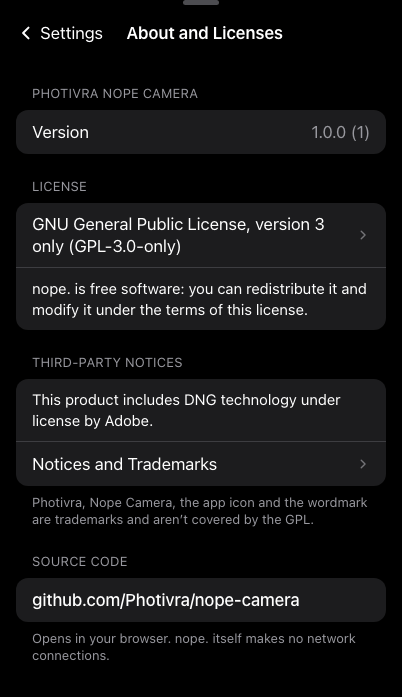 Settings
About and Licenses
PHOTIVRA NOPE CAMERA
Version
1.0.0 (1)
LICENSE
GNU General Public License, version 3
only (GPL-3.0-only)
nope. is free software: you can redistribute it and
modify it under the terms of this license.
THIRD-PARTY NOTICES
This product includes DNG technology under
license by Adobe.
Notices and Trademarks
Photivra, Nope Camera, the app icon and the wordmark
are trademarks and aren’t covered by the GPL.
SOURCE CODE
github.com/Photivra/nope-camera
Opens in your browser. nope. itself makes no network
connections.